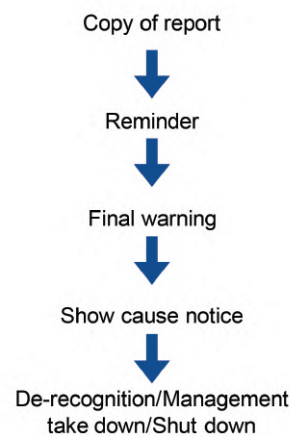 Copy of report
Reminder
Final warning
Show cause notice
De-recognition/Management
take down/Shut down